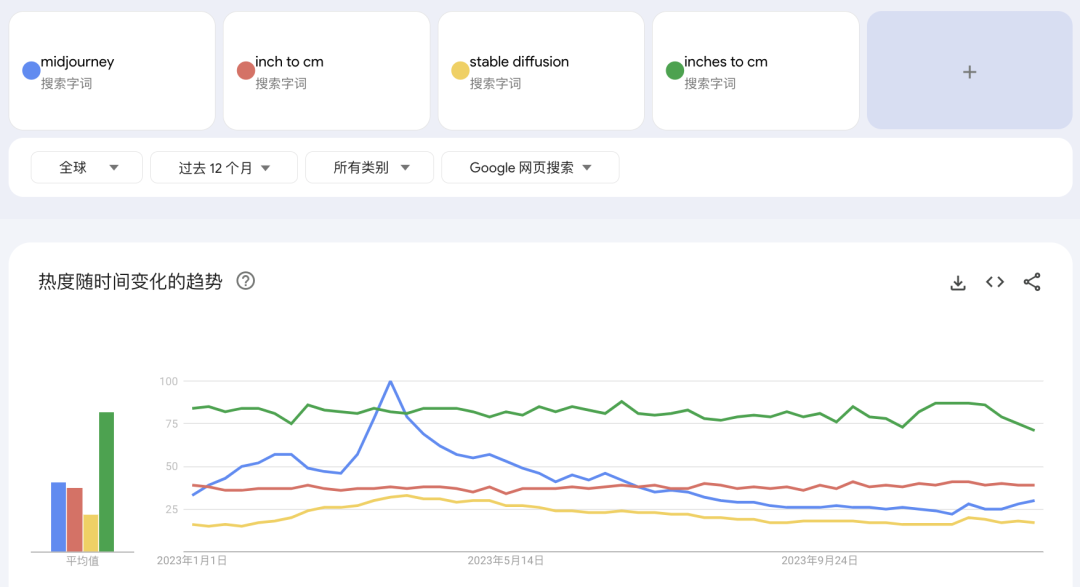 midjourney
搜索字词
inch to cm
搜索字词
stable diffusion
搜索字词
inches to cm
搜索字词
+
全球
过去 12 个月
所有类别
Google 网页搜索
热度随时间变化的趋势
100
75
50
25
平均值
2023年1月1日
2023年5月14日
2023年9月24日